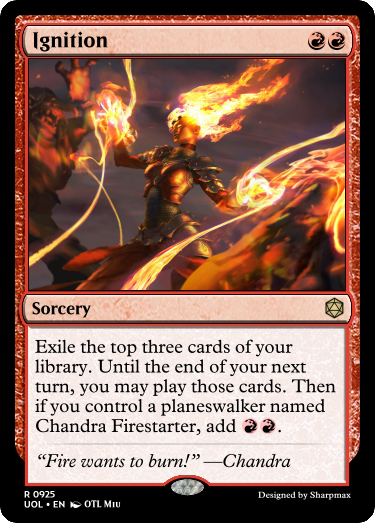 Ignition
Sorcery
Exile the top three cards of your
library. Until the end of your next
turn, you may play those cards. Then
if you control a planeswalker named
Chandra Firestarter, add
.
“Fire wants to burn!” —Chandra
R 0925
UOL • EN OTL Miu
Designed by Sharpmax